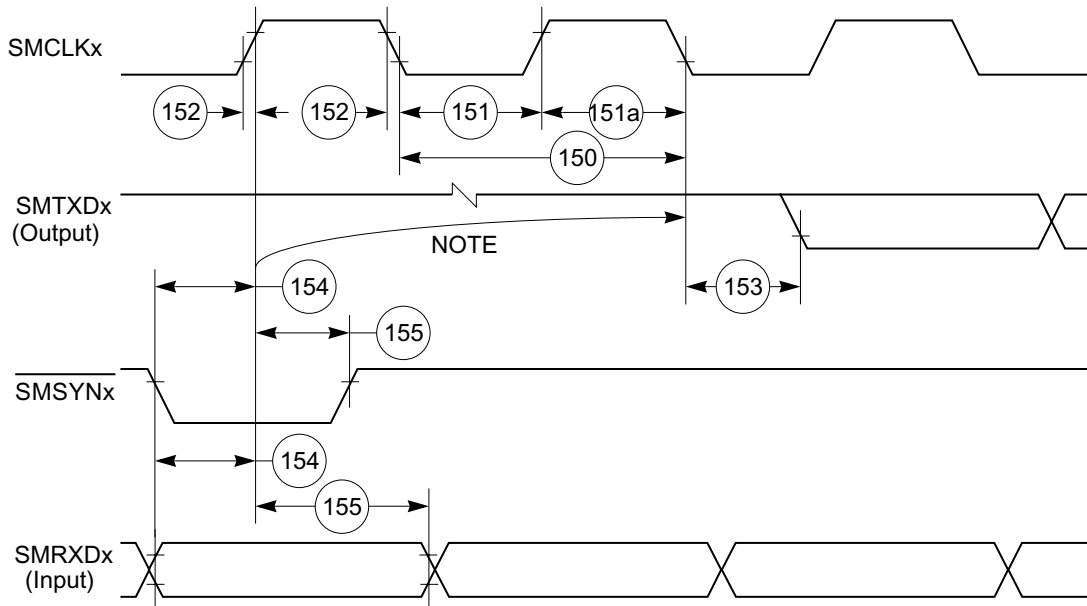 SMCLKx
152
152
151
151a
150
SMTXDx
(Output)
NOTE
154
153
155
SMSYNx
154
155
SMRXDx
(Input)